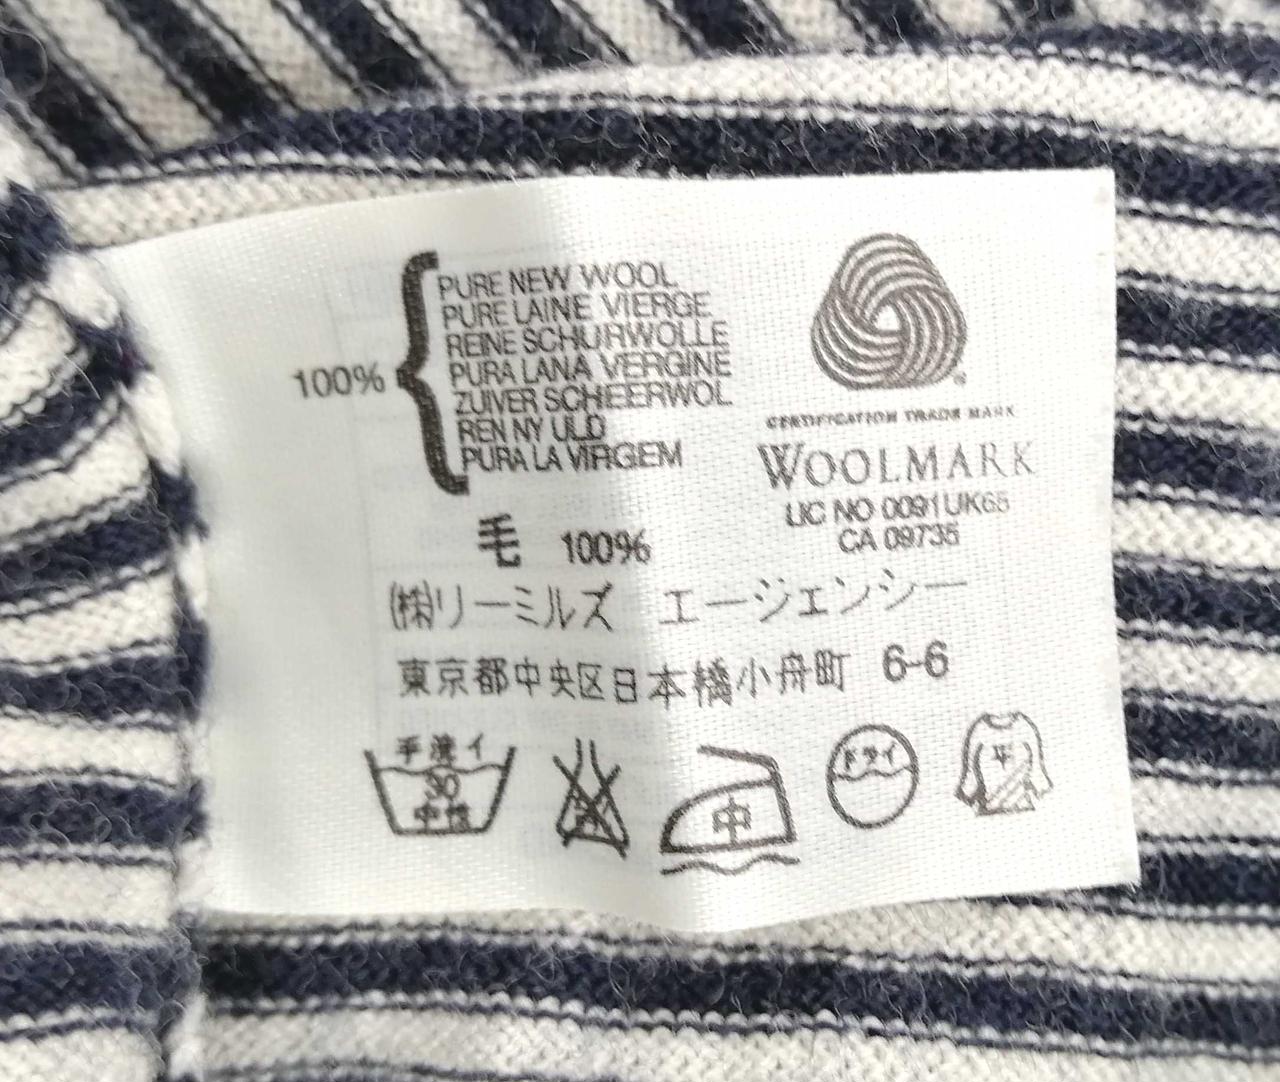 100%
PURE NEW WOOL
PURE LAINE VIERGE
REINE SCHURWOLLE
PURA LANA VERGINE
ZUIVER SCHEERWOL
REN NY ULD
PURA LA VIRGEM
CERTIFICATION TRADE MARK
WOOLMARK
LIC NO 0091UK65
CA 09735
毛 100%
(株)リーミルズ エージェンシー
東京都中央区日本橋小舟町 6-6
手洗イ
30
中性
中
ドライ
平